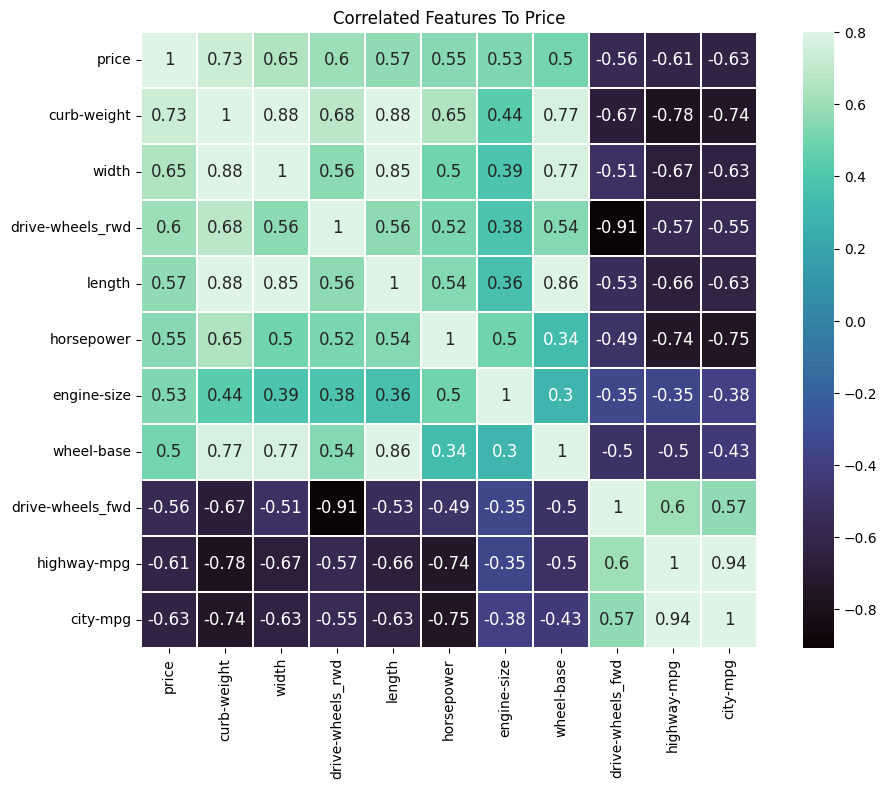 Correlated Features To Price
price 1 0.73 0.65 0.6 0.57 0.55 0.53 0.5 -0.56 -0.61 -0.63
curb-weight 0.73 1 0.88 0.68 0.88 0.65 0.44 0.77 -0.67 -0.78 -0.74
width 0.65 0.88 1 0.56 0.85 0.5 0.39 0.77 -0.51 -0.67 -0.63
drive-wheels_rwd 0.6 0.68 0.56 1 0.56 0.52 0.38 0.54 -0.91 -0.57 -0.55
length 0.57 0.88 0.85 0.56 1 0.54 0.36 0.86 -0.53 -0.66 -0.63
horsepower 0.55 0.65 0.5 0.52 0.54 1 0.5 0.34 -0.49 -0.74 -0.75
engine-size 0.53 0.44 0.39 0.38 0.36 0.5 1 0.3 -0.35 -0.35 -0.38
wheel-base 0.5 0.77 0.77 0.54 0.86 0.34 0.3 1 -0.5 -0.5 -0.43
drive-wheels_fwd -0.56 -0.67 -0.51 -0.91 -0.53 -0.49 -0.35 -0.5 1 0.6 0.57
highway-mpg -0.61 -0.78 -0.67 -0.57 -0.66 -0.74 -0.35 -0.5 0.6 1 0.94
city-mpg -0.63 -0.74 -0.63 -0.55 -0.63 -0.75 -0.38 -0.43 0.57 0.94 1
price
curb-weight
width
drive-wheels_rwd
length
horsepower
engine-size
wheel-base
drive-wheels_fwd
highway-mpg
city-mpg
0.8
0.6
0.4
0.2
0.0
−0.2
−0.4
−0.6
−0.8